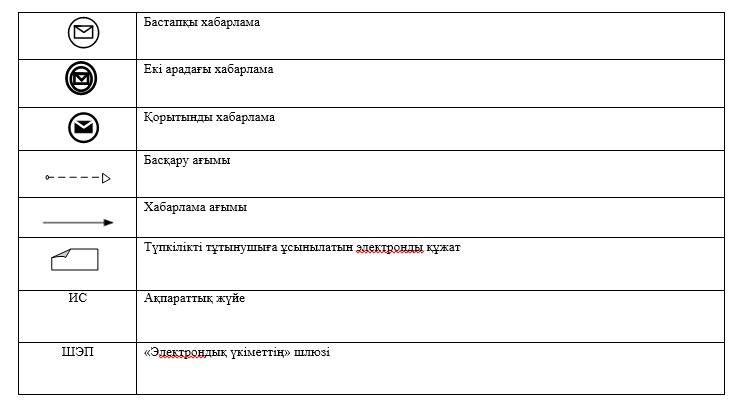 Бастапқы хабарлама
Екі арадағы хабарлама
Қорытынды хабарлама
Басқару ағымы
Хабарлама ағымы
Түпкілікті тұтынушыға ұсынылатын электронды құжат
ИС Ақпараттық жүйе
ШЭП «Электрондық үкіметтің» шлюзі